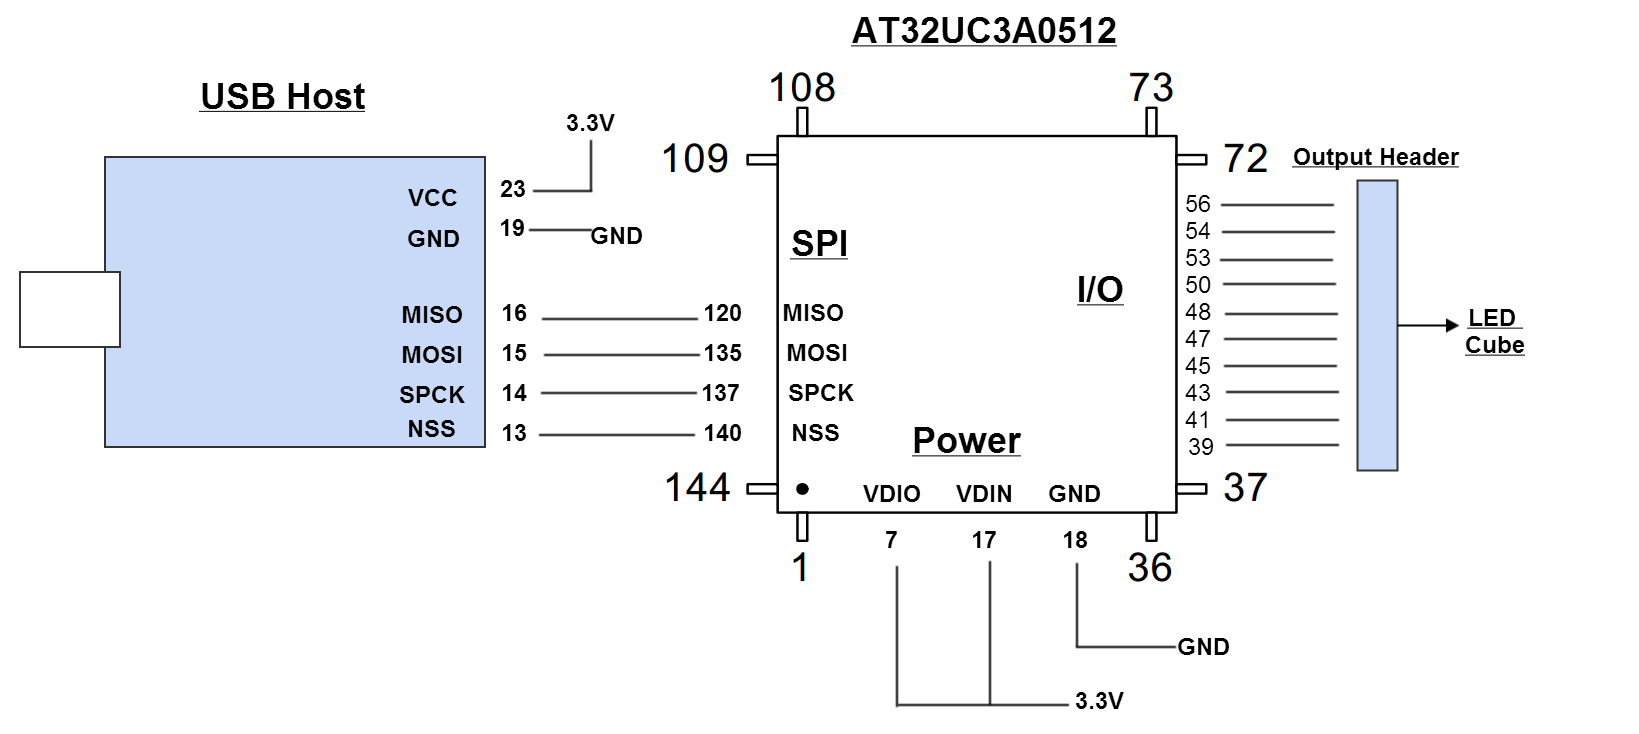 AT32UC3A0512
USB Host
108
73
3.3V
109
72
Output Header
VCC
23
GND
19
GND
SPI
I/O
56
54
53
50
48
47
45
43
41
39
MISO
16
120
MISO
MOSI
15
135
MOSI
SPCK
14
137
SPCK
NSS
13
140
NSS
LED
Cube
Power
144
37
VDIO
VDIN
GND
7
17
18
1
36
GND
3.3V